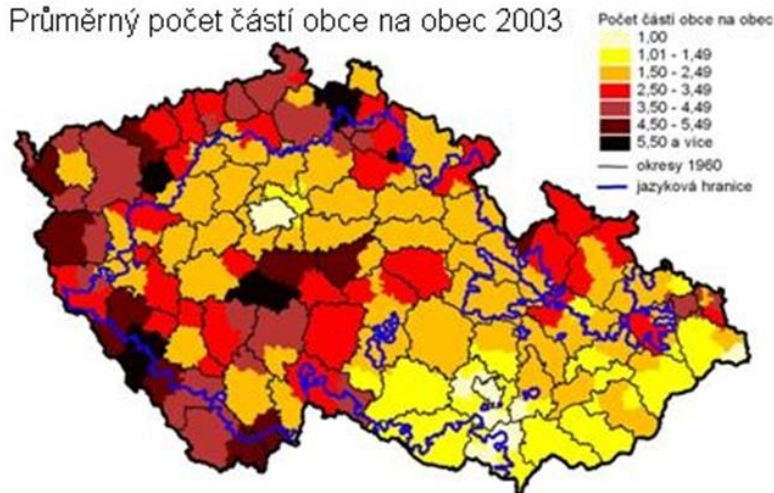 Průměrný počet částí obce na obec 2003
Počet částí obce na obec
1,00
1,01 - 1,49
1,50 - 2,49
2,50 - 3,49
3,50 - 4,49
4,50 - 5,49
5,50 a více
okresy 1960
jazyková hranice